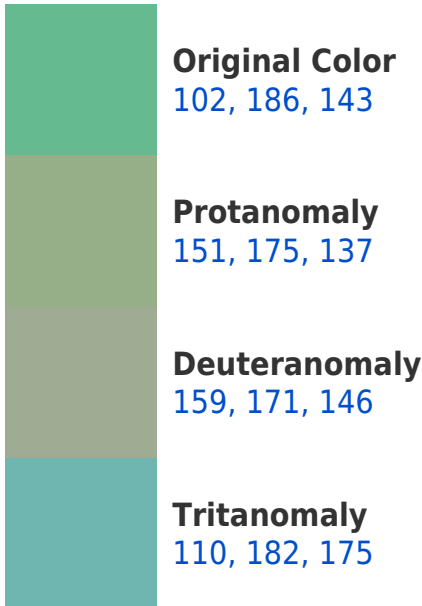 Original Color
102, 186, 143
Protanomaly
151, 175, 137
Deuteranomaly
159, 171, 146
Tritanomaly
110, 182, 175